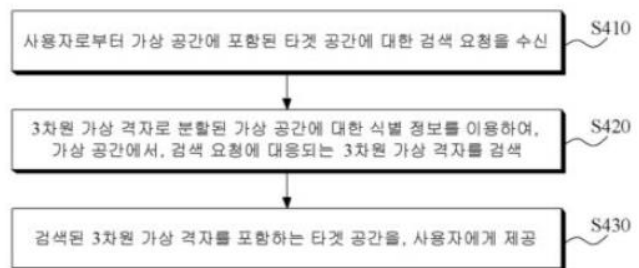 사용자로부터 가상 공간에 포함된 타겟 공간에 대한 검색 요청을 수신
S410
3차원 가상 격자로 분할된 가상 공간에 대한 식별 정보를 이용하여,
가상 공간에서, 검색 요청에 대응되는 3차원 가상 격자를 검색
S420
검색된 3차원 가상 격자를 포함하는 타겟 공간을, 사용자에게 제공
S430